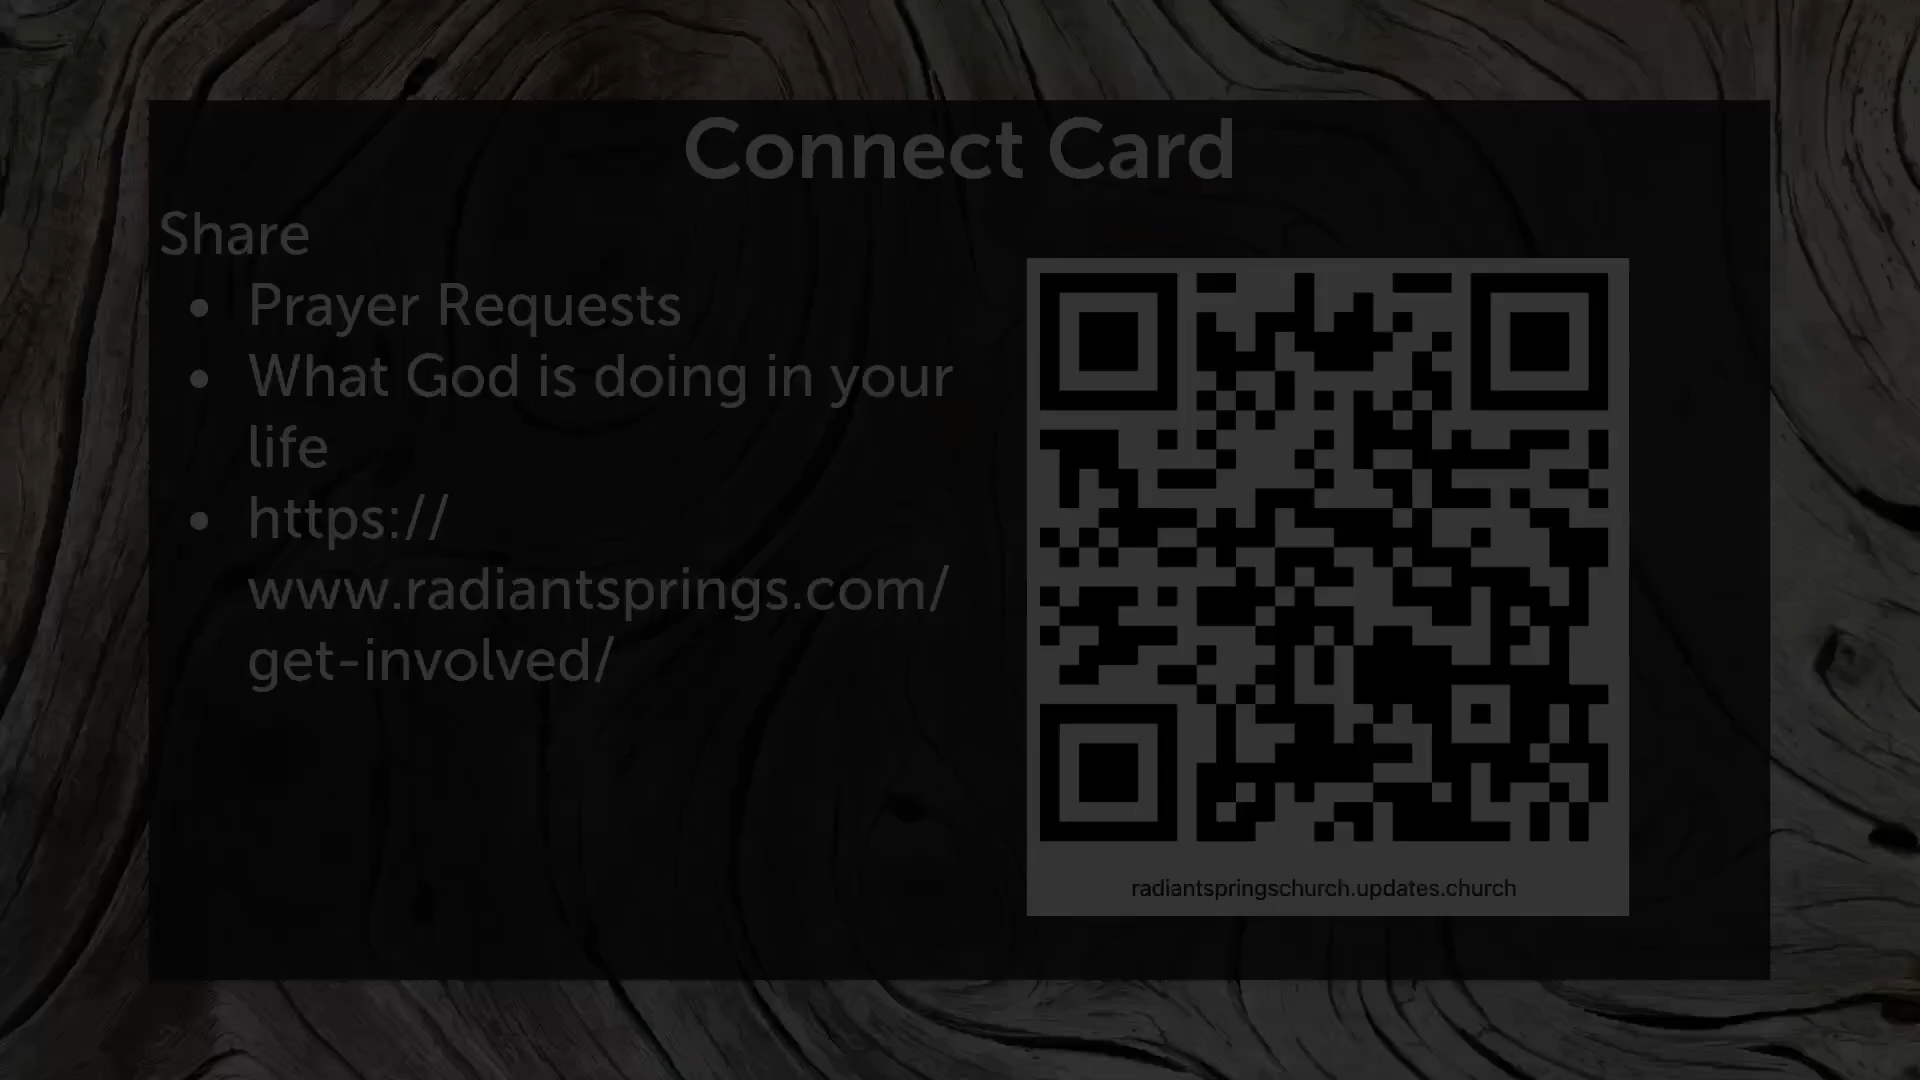 Connect Card
Share
• Prayer Requests
• What God is doing in your
life
• https://
www.radiantsprings.com/
get-involved/
radiantspringschurch.updates.church